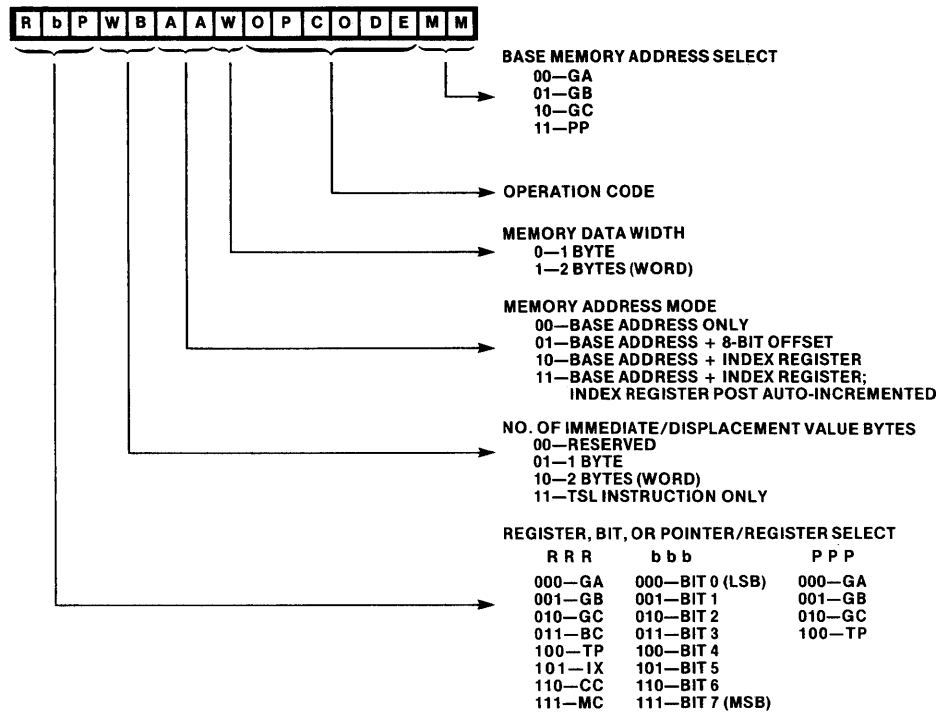 R b P W B A A W O P C O D E M M
BASE MEMORY ADDRESS SELECT
00—GA
01—GB
10—GC
11—PP
OPERATION CODE
MEMORY DATA WIDTH
0—1 BYTE
1—2 BYTES (WORD)
MEMORY ADDRESS MODE
00—BASE ADDRESS ONLY
01—BASE ADDRESS + 8-BIT OFFSET
10—BASE ADDRESS + INDEX REGISTER
11—BASE ADDRESS + INDEX REGISTER;
INDEX REGISTER POST AUTO-INCREMENTED
NO. OF IMMEDIATE/DISPLACEMENT VALUE BYTES
00—RESERVED
01—1 BYTE
10—2 BYTES (WORD)
11—TSL INSTRUCTION ONLY
REGISTER, BIT, OR POINTER/REGISTER SELECT
R R R b b b P P P
000—GA 000—BIT 0 (LSB) 000—GA
001—GB 001—BIT 1 001—GB
010—GC 010—BIT 2 010—GC
011—BC 011—BIT 3 100—TP
100—TP 100—BIT 4
101—IX 101—BIT 5
110—CC 110—BIT 6
111—MC 111—BIT 7 (MSB)